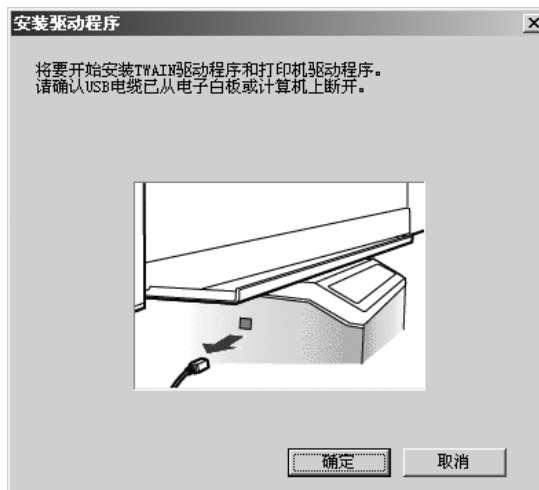 安装驱动程序
将要开始安装TWAIN驱动程序和打印机驱动程序。
请确认USB电缆已从电子白板或计算机上断开。
确定
取消